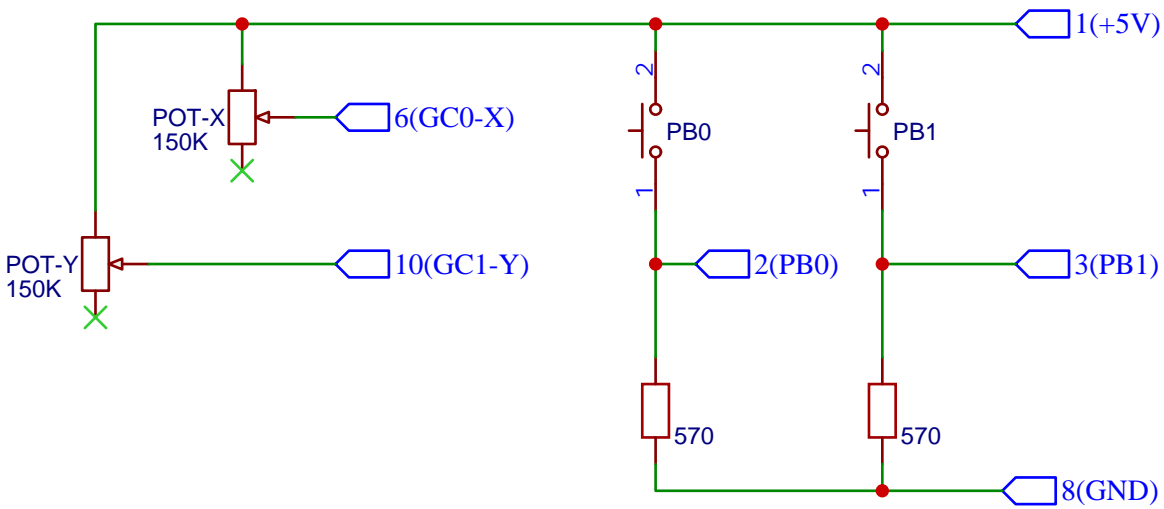 1(+5V)
2
2
POT-X
150K
6(GC0-X)
PB0
PB1
1
1
POT-Y
150K
10(GC1-Y)
2(PB0)
3(PB1)
570
570
8(GND)